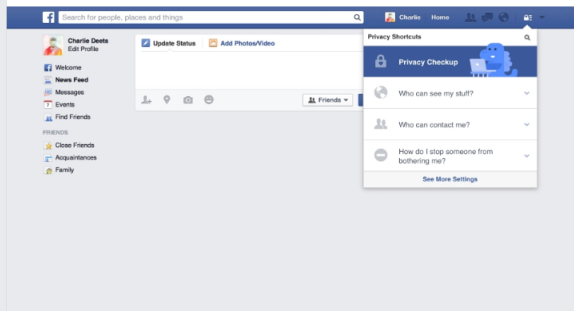 f
Search for people, places and things
Charlie
Home
Charlie Deets
Edit Profile
Welcome
News Feed
Messages
7
Events
Find Friends
FRIENDS
Close Friends
Acquaintances
Family
Update Status
Add Photos/Video
Friends
Privacy Shortcuts
Privacy Checkup
Who can see my stuff?
Who can contact me?
How do I stop someone from
bothering me?
See More Settings